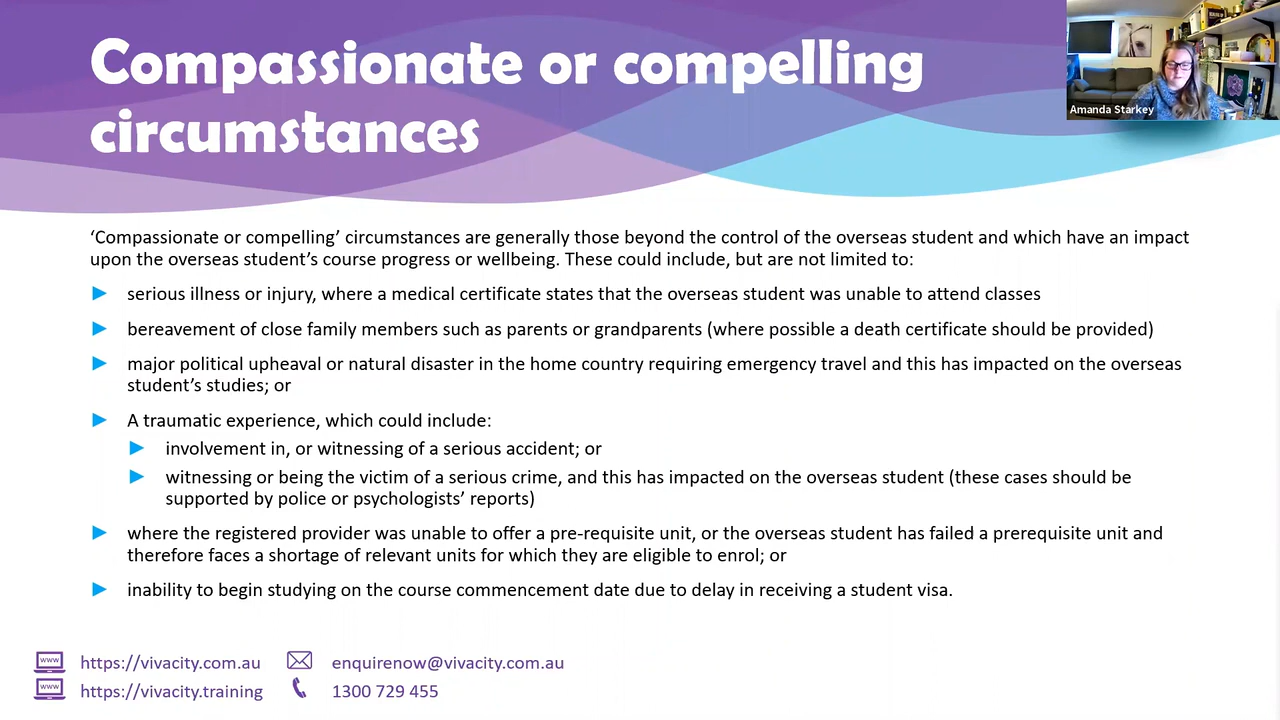 Compassionate or compelling
circumstances
Amanda Starkey
‘Compassionate or compelling’ circumstances are generally those beyond the control of the overseas student and which have an impact
upon the overseas student’s course progress or wellbeing. These could include, but are not limited to:
serious illness or injury, where a medical certificate states that the overseas student was unable to attend classes
bereavement of close family members such as parents or grandparents (where possible a death certificate should be provided)
major political upheaval or natural disaster in the home country requiring emergency travel and this has impacted on the overseas
student’s studies; or
A traumatic experience, which could include:
involvement in, or witnessing of a serious accident; or
witnessing or being the victim of a serious crime, and this has impacted on the overseas student (these cases should be
supported by police or psychologists’ reports)
where the registered provider was unable to offer a pre-requisite unit, or the overseas student has failed a prerequisite unit and
therefore faces a shortage of relevant units for which they are eligible to enrol; or
inability to begin studying on the course commencement date due to delay in receiving a student visa.
www https://vivacity.com.au enquirenow@vivacity.com.au
www https://vivacity.training 1300 729 455